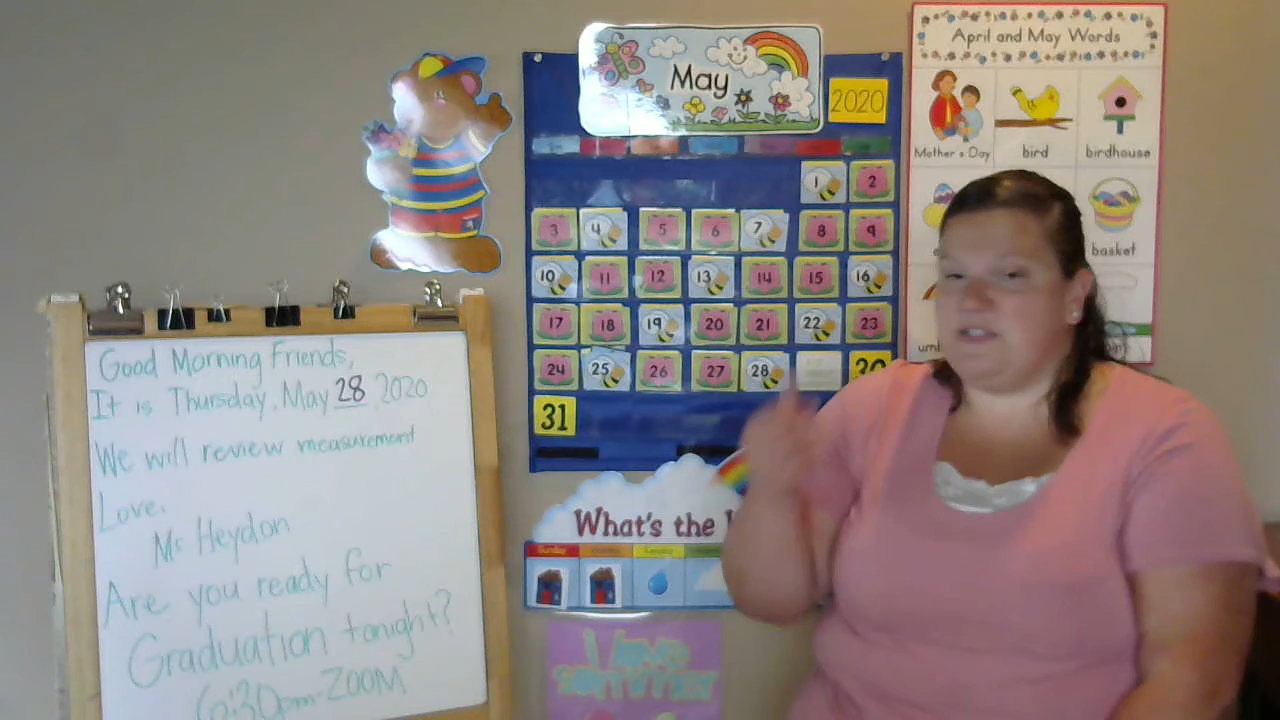 Good Morning Friends,
It is Thursday, May 28, 2020
We will review measurement
Love,
Ms Heydon
Are you ready for
Graduation tonight?
6:30pm-ZOOM
May
2020
1 2
3 4 5 6 7 8 9
10 11 12 13 14 15 16
17 18 19 20 21 22 23
24 25 26 27 28 30
31
What's the
Sunday
I love
summer
April and May Words
Mother's Day bird birdhouse
basket